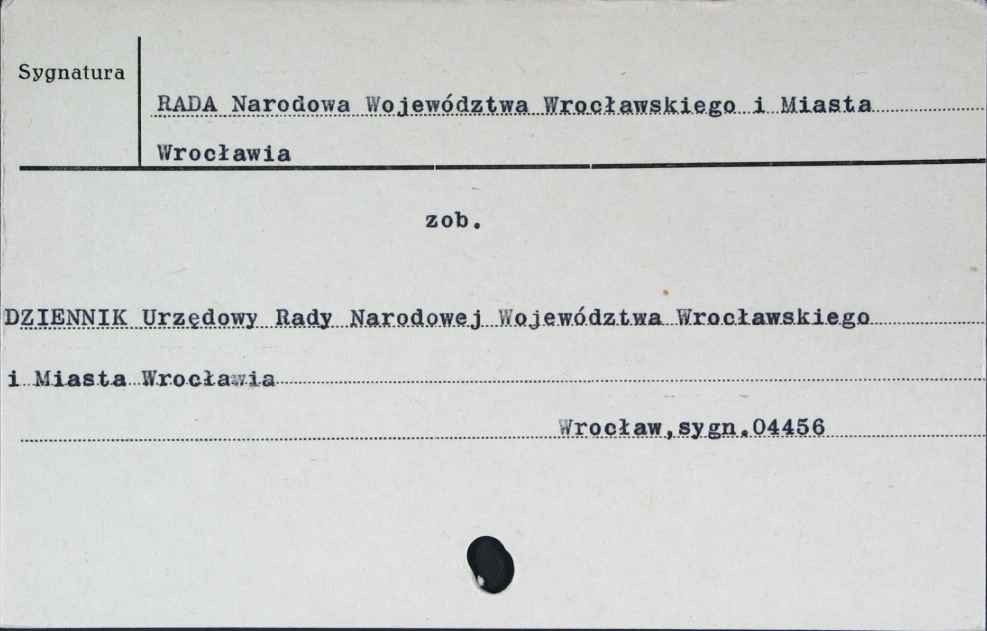 Sygnatura
RADA Narodowa Województwa Wrocławskiego i Miasta
Wrocławia
zob.
DZIENNIK Urzędowy Rady Narodowej Województwa Wrocławskiego
i Miasta Wrocławia
Wrocław,sygn.04456